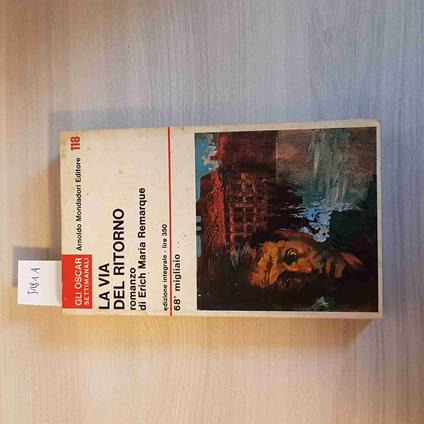 GLI OSCAR
SETTIMANALI
Arnoldo Mondadori Editore
118
LA VIA
DEL RITORNO
romanzo
di Erich Maria Remarque
edizione integrale · lire 350
68° migliaio